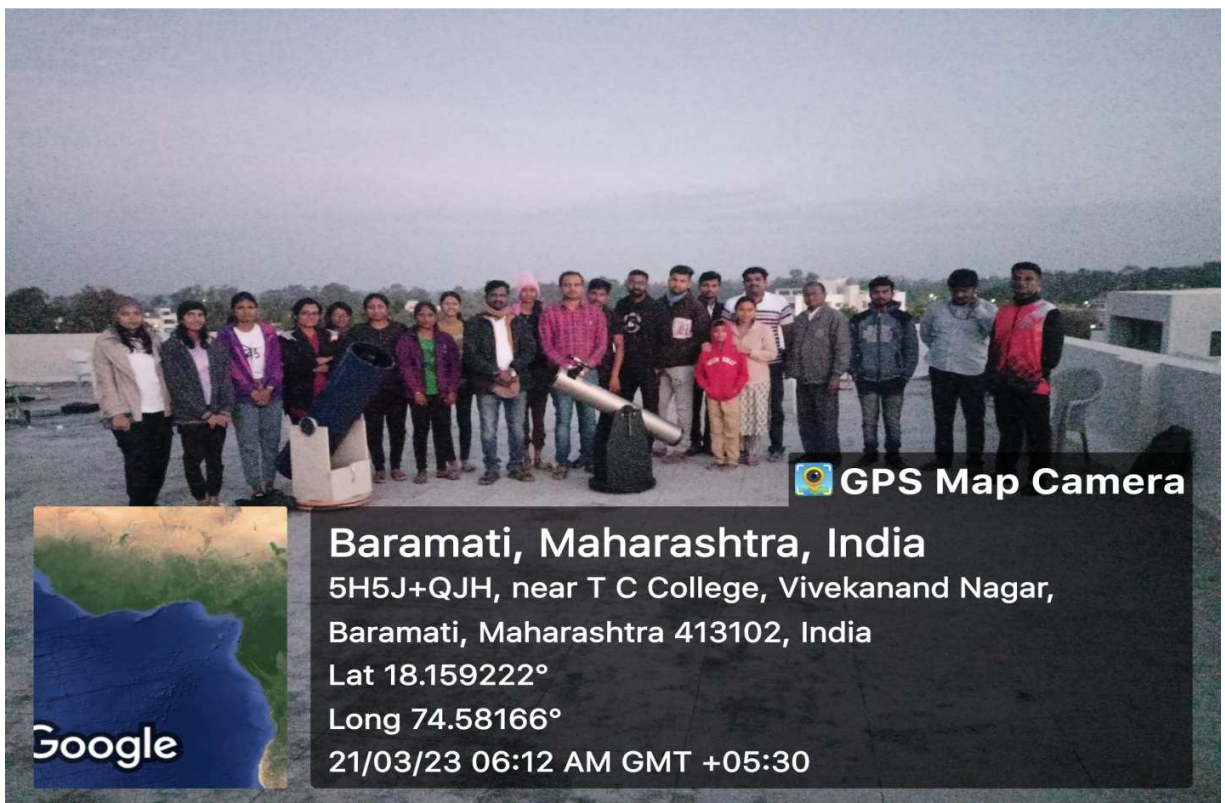 GPS Map Camera
Baramati, Maharashtra, India
5H5J+QJH, near T C College, Vivekanand Nagar,
Baramati, Maharashtra 413102, India
Lat 18.159222°
Long 74.58166°
21/03/23 06:12 AM GMT +05:30
Google